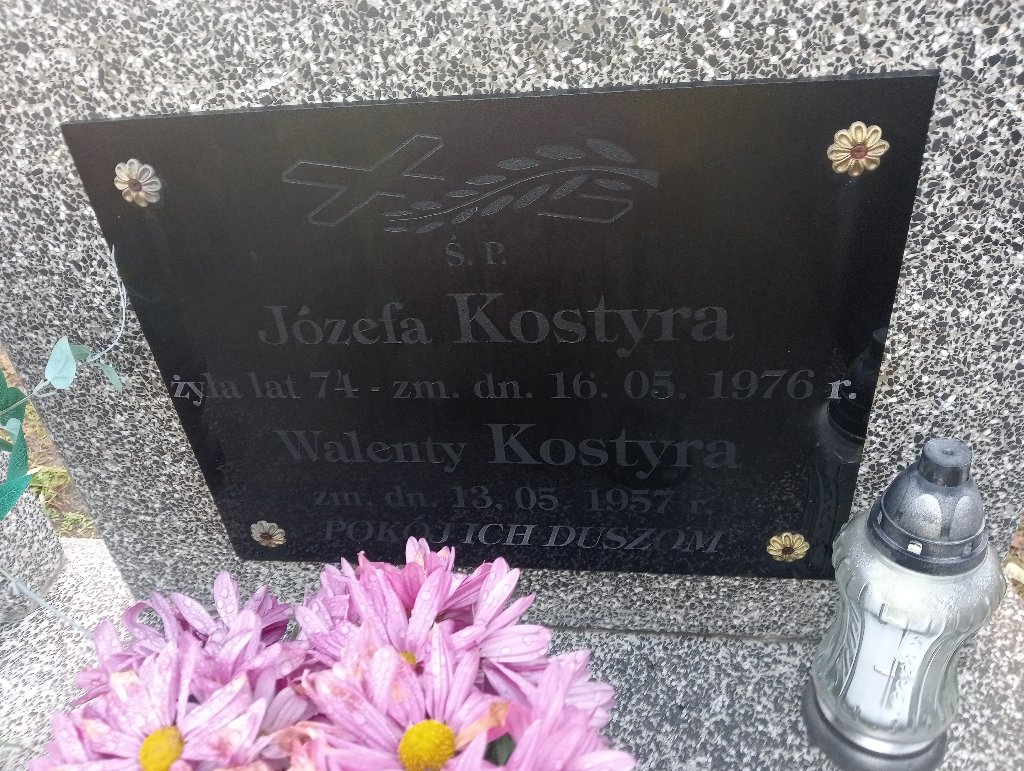 Ś. P.
Józefa Kostyra
żyła lat 74 - zm. dn. 16. 05. 1976 r.
Walenty Kostyra
zm. dn. 13. 05. 1957 r.
POKÓJ ICH DUSZOM